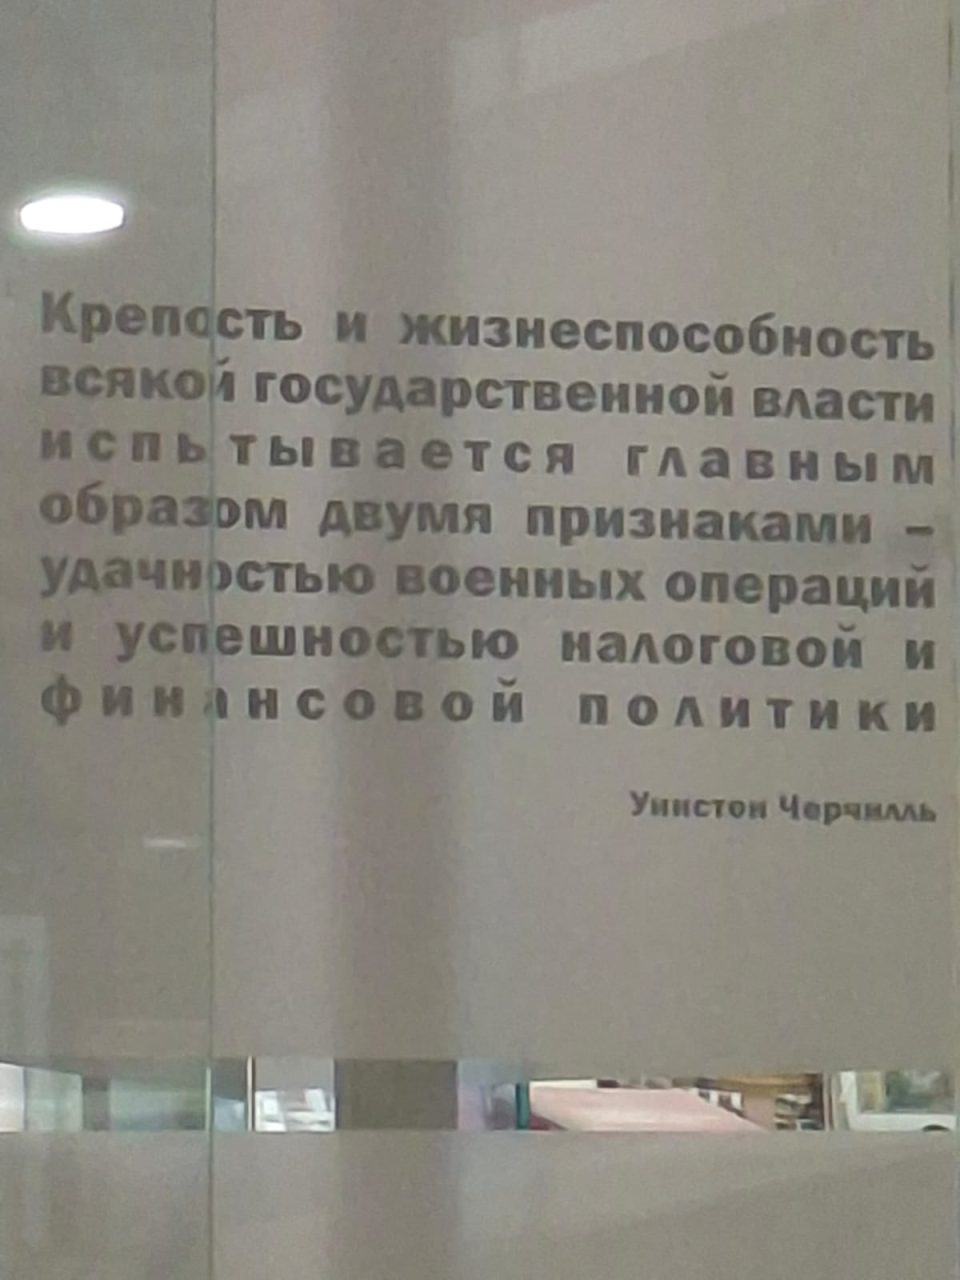 Крепость и жизнеспособность
всякой государственной власти
испытывается главным
образом двумя признаками –
удачностью военных операций
и успешностью налоговой и
финансовой политики
Уинстон Черчилль